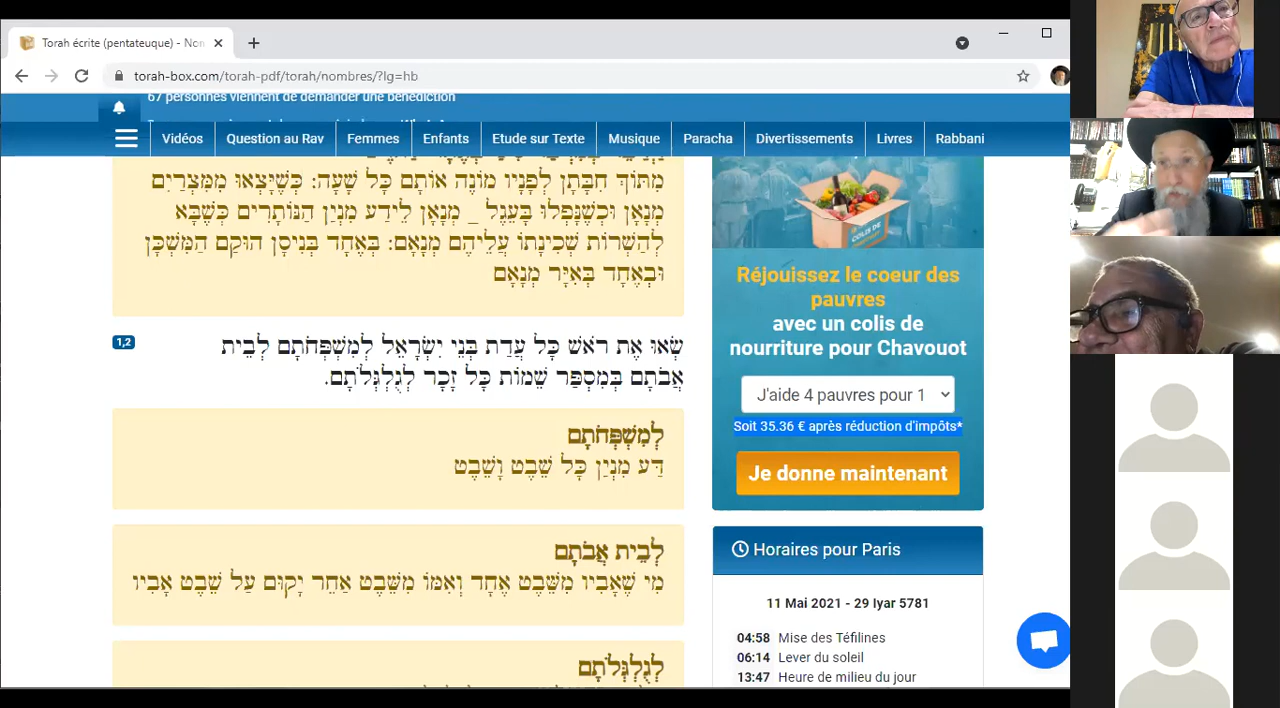 Torah écrite (pentateuque) - Non
torah-box.com/torah-pdf/torah/nombres/?lg=hb
67 personnes viennent de demander une bénédiction
Vidéos Question au Rav Femmes Enfants Etude sur Texte Musique Paracha Divertissements Livres Rabbani
מִתּוֹךְ חִבָּתָן לְפָנָיו מוֹנֶה אוֹתָם כָּל שָׁעָה: כְּשֶׁיָּצְאוּ מִמִּצְרַיִם
מְנָאָן וּכְשֶׁנָּפְלוּ בָּעֵגֶל _ מְנָאָן לֵידַע מִנְיַן הַנּוֹתָרִים כְּשֶׁבָּא
לְהַשְׁרוֹת שְׁכִינָתוֹ עֲלֵיהֶם מְנָאָם: בְּאֶחָד בְּנִיסָן הוּקַם הַמִּשְׁכָּן
וּבְאֶחָד בְּאִיָּר מְנָאָם
1,2
שְׂאוּ אֶת רֹאשׁ כָּל עֲדַת בְּנֵי יִשְׂרָאֵל לְמִשְׁפְּחֹתָם לְבֵית
אֲבֹתָם בְּמִסְפַּר שֵׁמוֹת כָּל זָכָר לְגֻלְגְּלֹתָם.
לְמִשְׁפְּחֹתָם
דַּע מִנְיַן כָּל שֵׁבֶט וָשֵׁבֶט
לְבֵית אֲבֹתָם
מִי שֶׁאָבִיו מִשֵּׁבֶט אֶחָד וְאִמּוֹ מִשֵּׁבֶט אַחֵר יָקוּם עַל שֵׁבֶט אָבִיו
לְגֻלְגְּלֹתָם
COLIS DE
Réjouissez le coeur des
pauvres
avec un colis de
nourriture pour Chavouot
J'aide 4 pauvres pour 1
Soit 35.36 € après réduction d'impôts*
Je donne maintenant
Horaires pour Paris
11 Mai 2021 - 29 Iyar 5781
04:58 Mise des Téfilines
06:14 Lever du soleil
13:47 Heure de milieu du jour